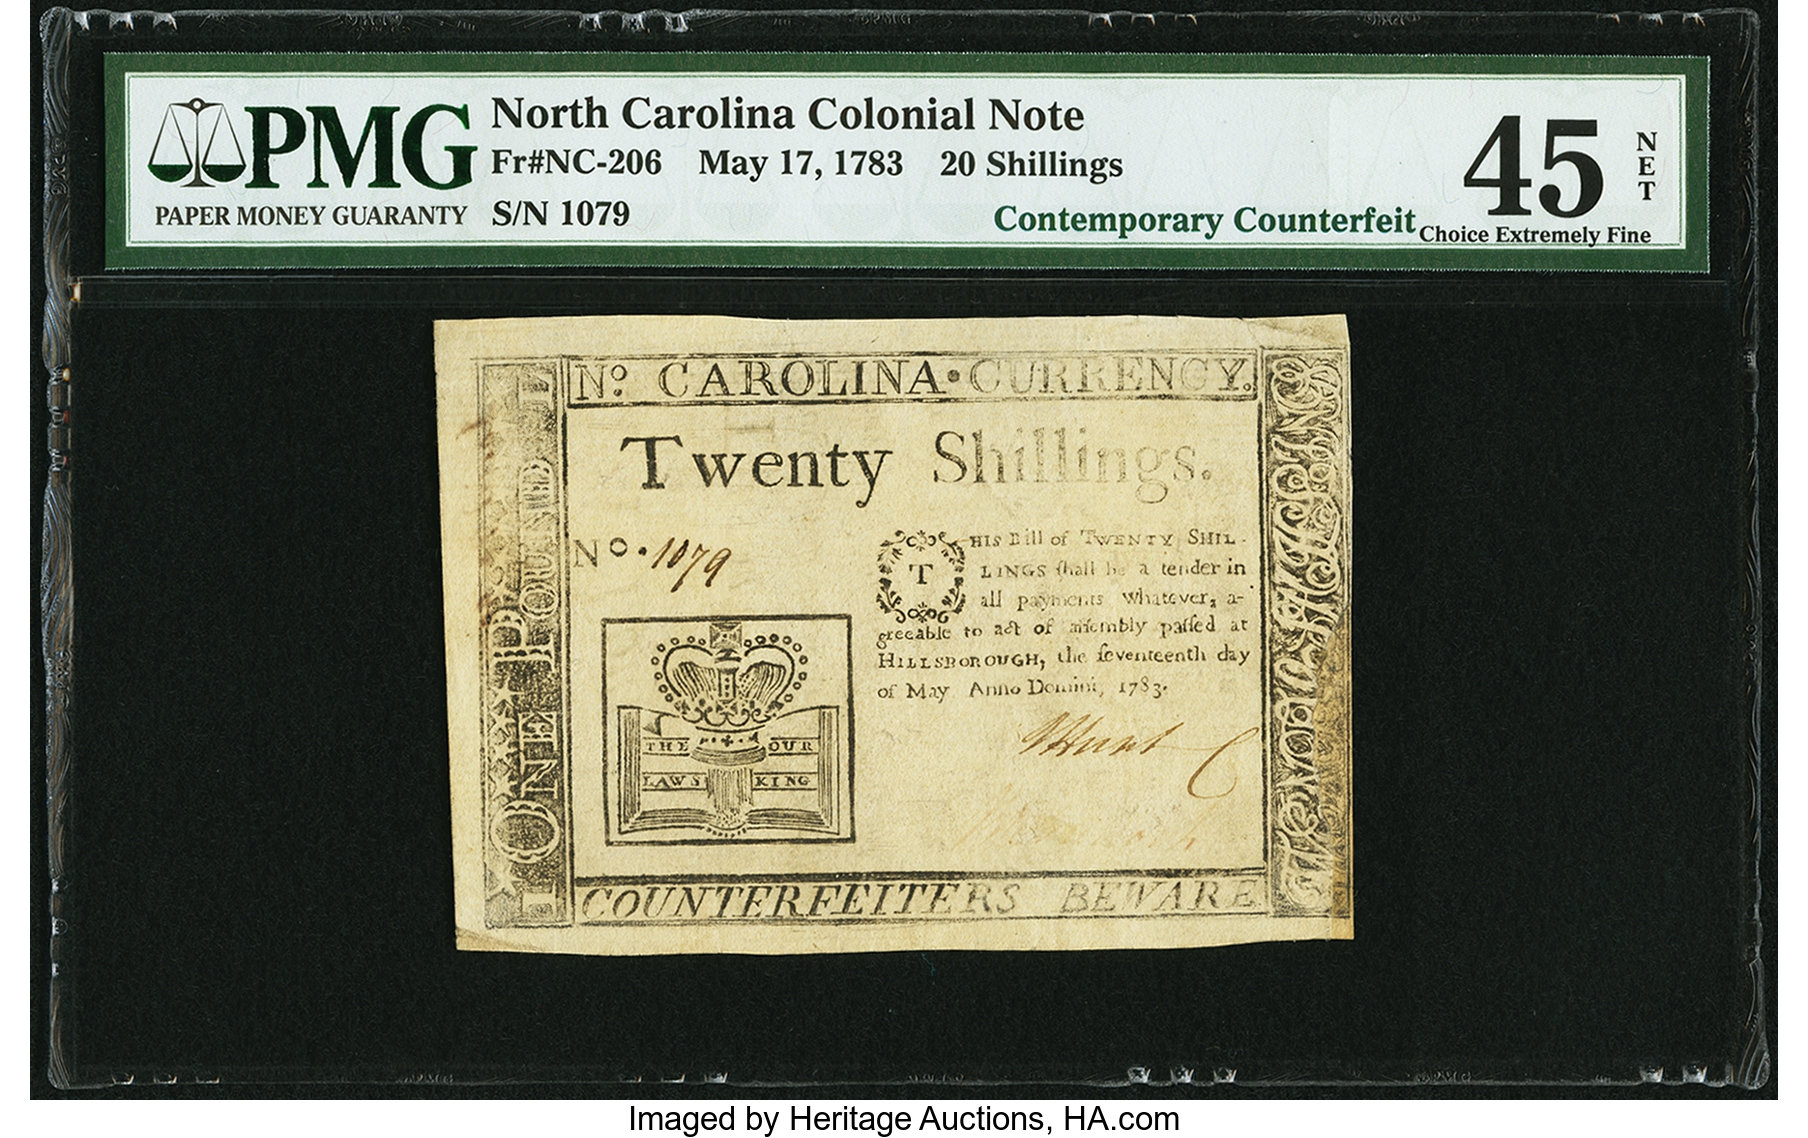 PMG
PAPER MONEY GUARANTY
North Carolina Colonial Note
Fr#NC-206 May 17, 1783 20 Shillings
S/N 1079
Contemporary Counterfeit
45
NET
Choice Extremely Fine
No. CAROLINA•CURRENCY.
Twenty Shillings.
No. 1079
THIS Bill of TWENTY SHIL-
LINGS ſhall be a tender in
all payments whatever, a-
greeable to act of aſſembly paſſed at
HILLSBOROUGH, the ſeventeenth day
of May Anno Domini, 1783.
THE OUR
LAWS KING
Hunt C
ONE POUND
COUNTERFEITERS BEWARE
Imaged by Heritage Auctions, HA.com